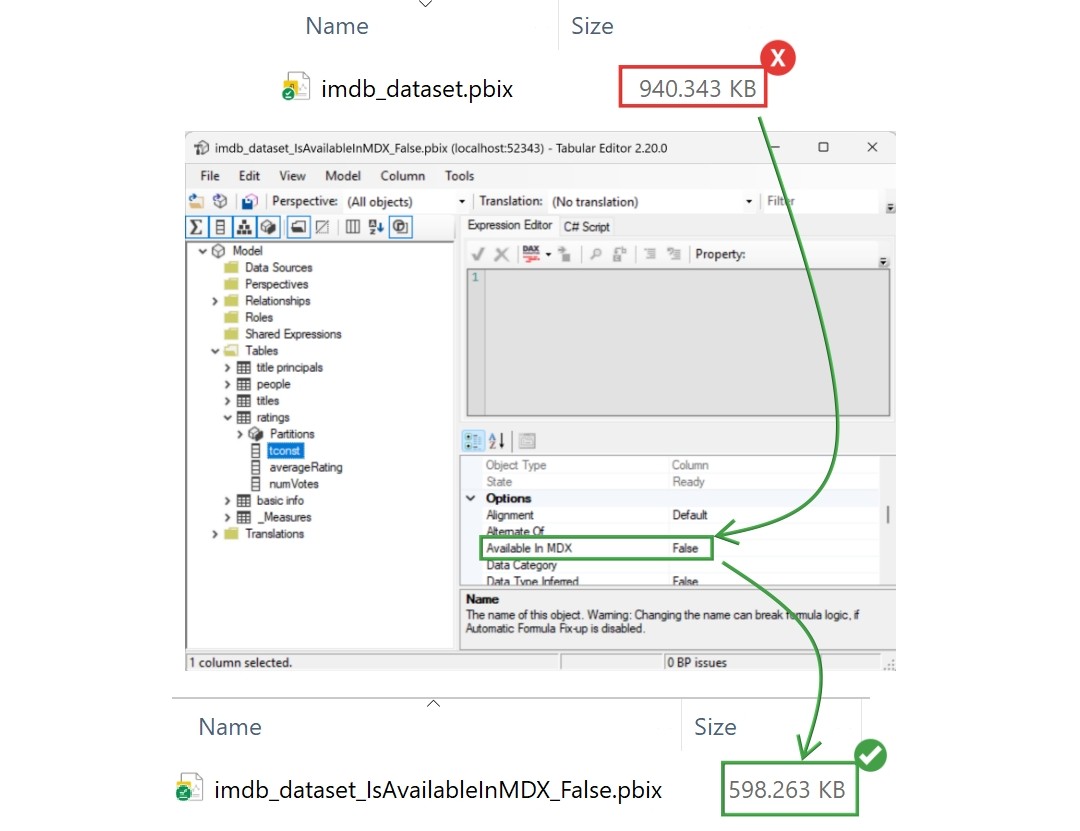 Name Size
X
imdb_dataset.pbix 940.343 KB
imdb_dataset_IsAvailableInMDX_False.pbix (localhost:52343) - Tabular Editor 2.20.0
File Edit View Model Column Tools
Perspective: (All objects) Translation: (No translation) Filter
Expression Editor C# Script
DAX Property:
1
Model
Data Sources
Perspectives
Relationships
Roles
Shared Expressions
Tables
title principals
people
titles
ratings
Partitions
tconst
averageRating
numVotes
basic info
_Measures
Translations
Object Type Column
State Ready
Options
Alignment Default
Alternate Of
Available In MDX False
Data Category
Data Type Inferred False
Name
The name of this object. Warning: Changing the name can break formula logic, if
Automatic Formula Fix-up is disabled.
1 column selected. 0 BP issues
Name Size
imdb_dataset_IsAvailableInMDX_False.pbix 598.263 KB